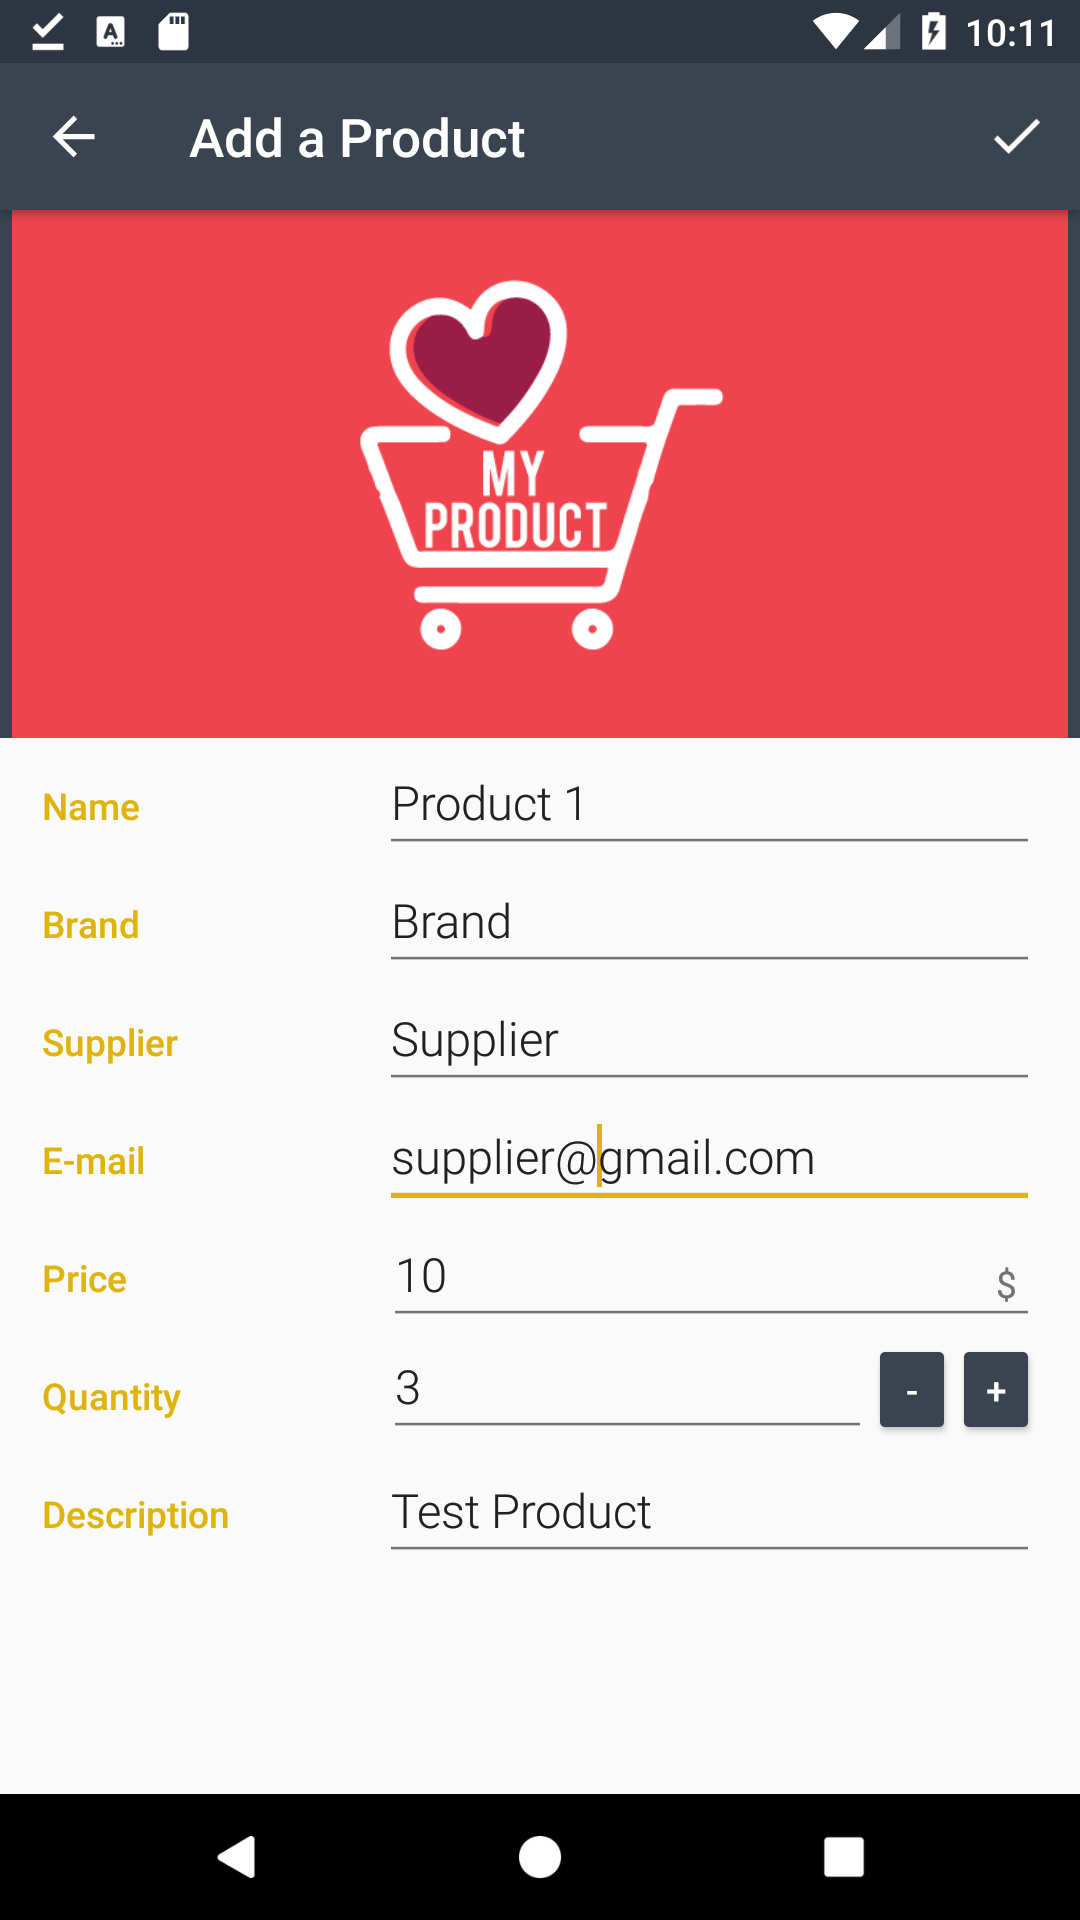 10:11
Add a Product
MY
PRODUCT
Name Product 1
Brand Brand
Supplier Supplier
E-mail supplier@gmail.com
Price 10 $
Quantity 3 - +
Description Test Product